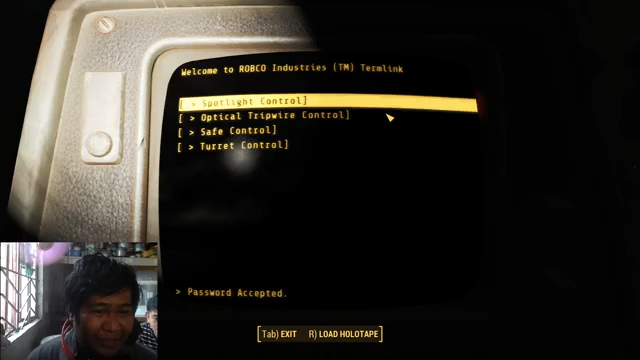 Welcome to ROBCO Industries (TM) Termlink
[ > Spotlight Control]
[ > Optical Tripwire Control]
[ > Safe Control]
[ > Turret Control]
> Password Accepted.
[Tab) EXIT R) LOAD HOLOTAPE]